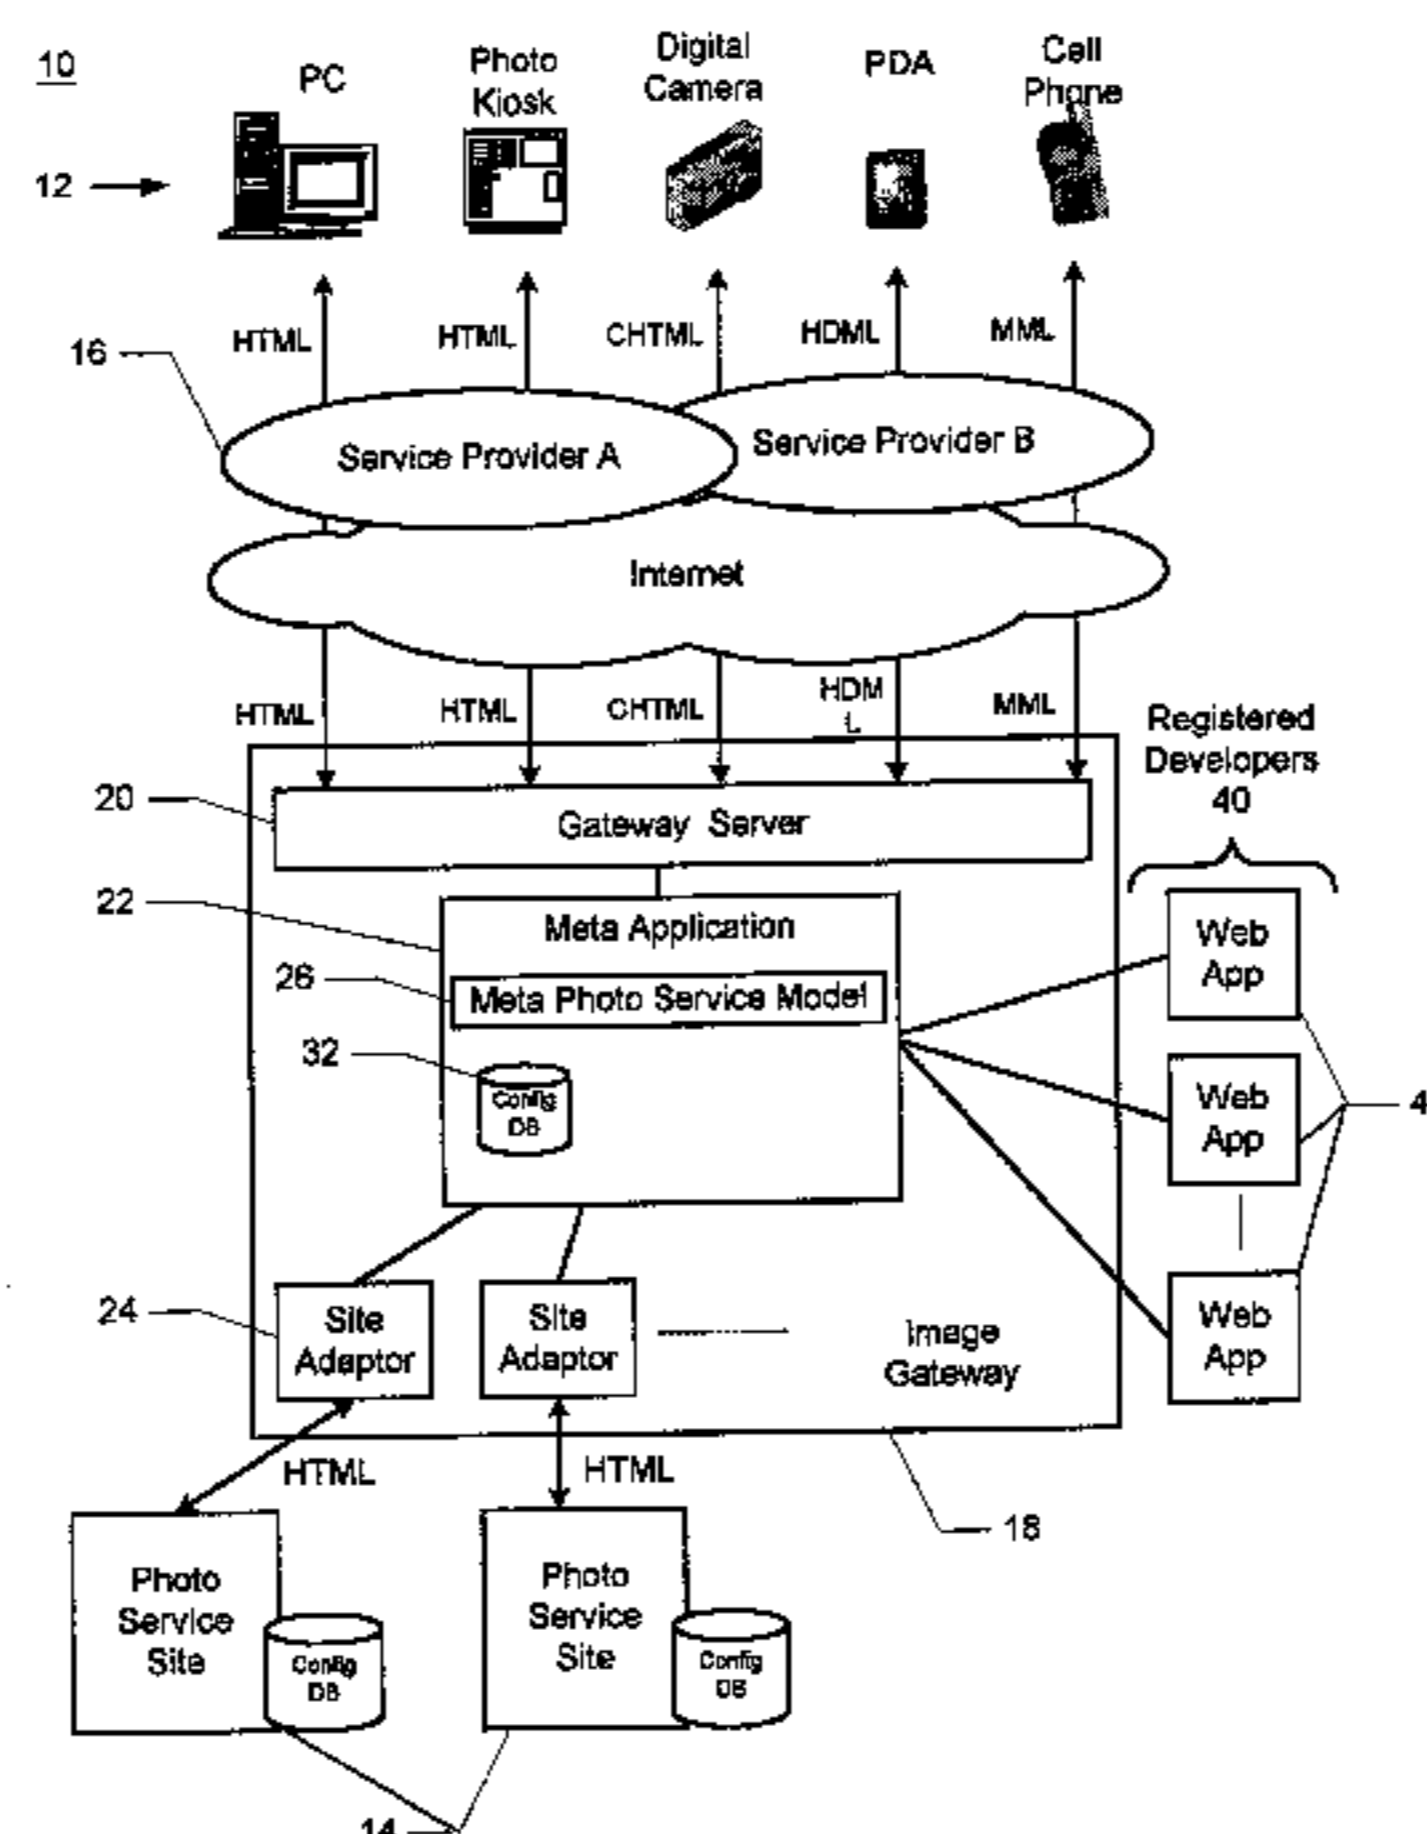 10
PC
Photo
Kiosk
Digital
Camera
PDA
Cell
Phone
12
HTML
HTML
CHTML
HDML
MML
16
Service Provider A
Service Provider B
Internet
HTML
HTML
CHTML
HDM
L
MML
Registered
Developers
40
20
Gateway Server
22
Meta Application
26
Meta Photo Service Model
32
Config
DB
Web
App
Web
App
4
Web
App
24
Site
Adaptor
Site
Adaptor
Image
Gateway
HTML
HTML
18
Photo
Service
Site
Config
DB
Photo
Service
Site
Config
DB
14